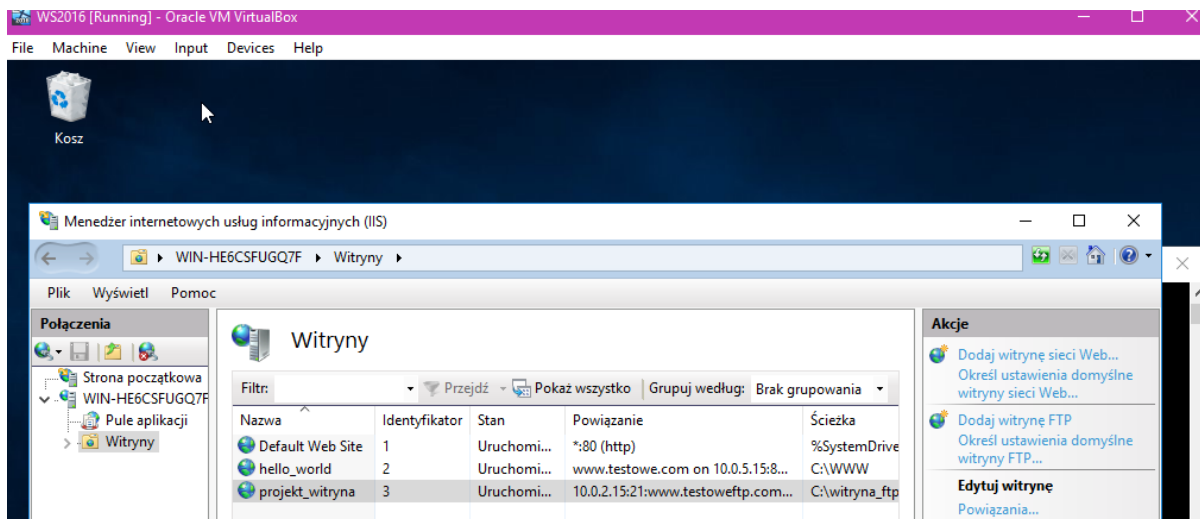 WS2016 [Running] - Oracle VM VirtualBox
File Machine View Input Devices Help
Kosz
Menedżer internetowych usług informacyjnych (IIS)
WIN-HE6CSFUGQ7F Witryny
Plik Wyświetl Pomoc
Połączenia
Strona początkowa
WIN-HE6CSFUGQ7F
Pule aplikacji
Witryny
Witryny
Filtr: Przejdź Pokaż wszystko Grupuj według: Brak grupowania
Nazwa Identyfikator Stan Powiązanie Ścieżka
Default Web Site 1 Uruchomi... *:80 (http) %SystemDrive
hello_world 2 Uruchomi... www.testowe.com on 10.0.5.15:8... C:\WWW
projekt_witryna 3 Uruchomi... 10.0.2.15:21:www.testoweftp.com... C:\witryna_ftp
Akcje
Dodaj witrynę sieci Web...
Określ ustawienia domyślne
witryny sieci Web...
Dodaj witrynę FTP
Określ ustawienia domyślne
witryny FTP...
Edytuj witrynę
Powiązania...